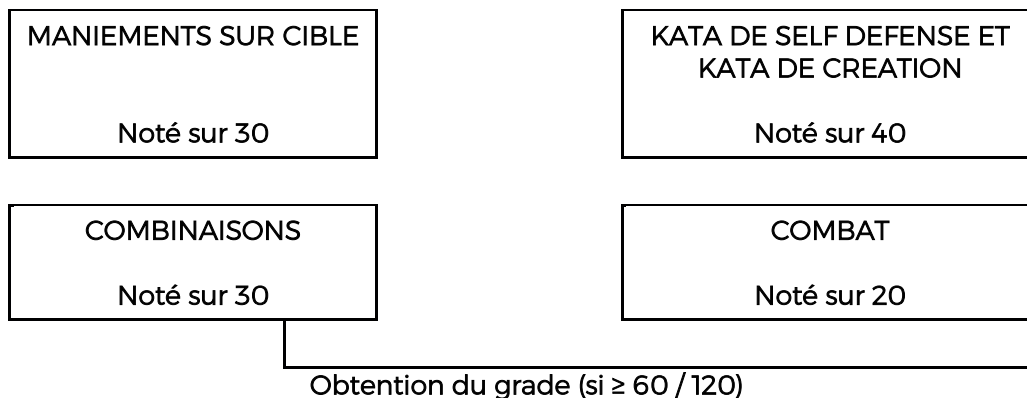 MANIEMENTS SUR CIBLE
Noté sur 30
KATA DE SELF DEFENSE ET
KATA DE CREATION
Noté sur 40
COMBINAISONS
Noté sur 30
COMBAT
Noté sur 20
Obtention du grade (si ≥ 60 / 120)